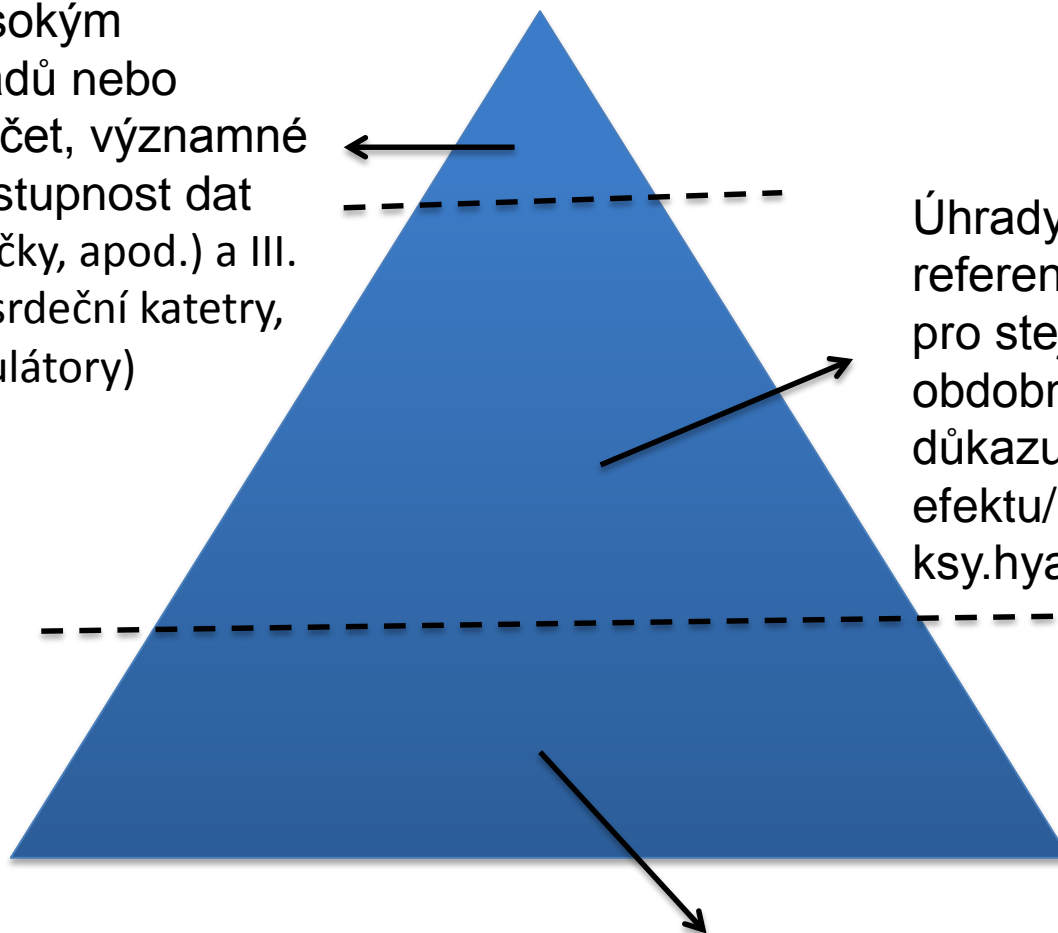 sokým
adů nebo
čet, významné
stupnost dat
čky, apod.) a III.
srdeční katetry,
ulátory)
Úhrady
referen
pro stej
obdobn
důkazu
efektu/
ksy.hya